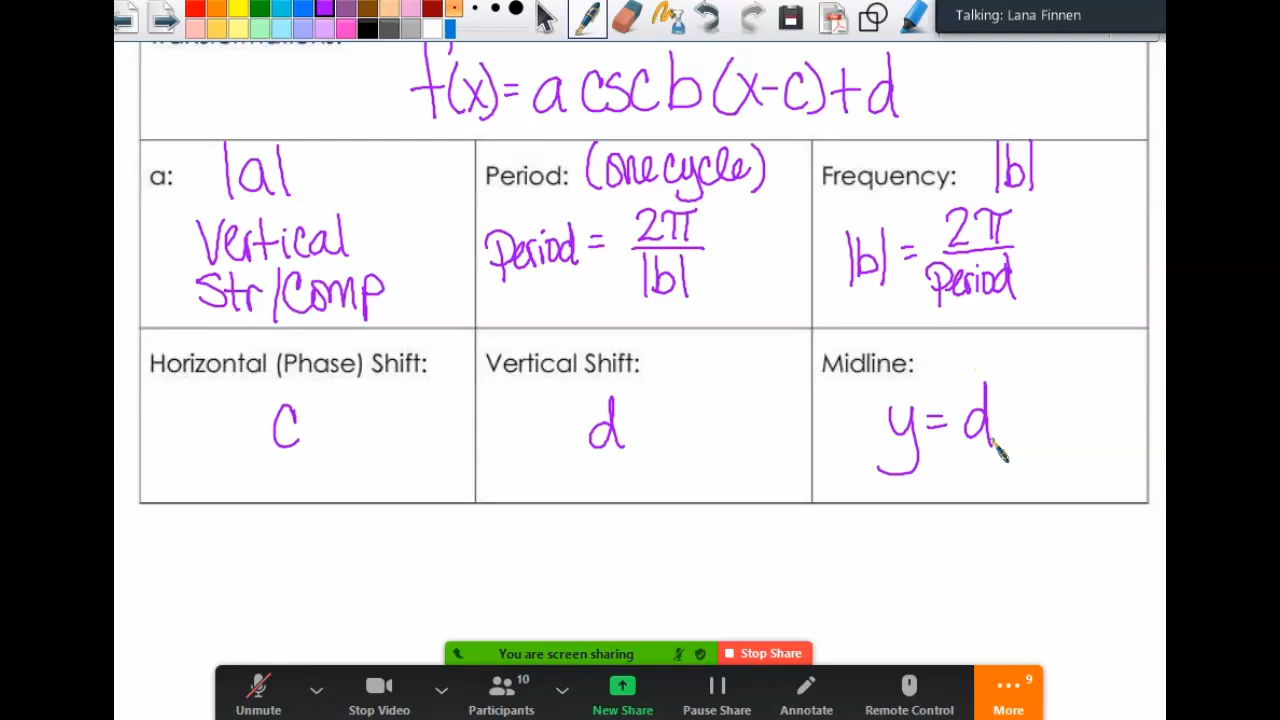 Talking: Lana Finnen
Transformations:
f(x) = a csc b (x-c) + d
a: |a|
Vertical
Str/Comp
Period: (one cycle)
Period = 2π/|b|
Frequency: |b|
|b| = 2π/Period
Horizontal (Phase) Shift:
c
Vertical Shift:
d
Midline:
y = d
You are screen sharing
Stop Share
Unmute
Stop Video
Participants 10
New Share
Pause Share
Annotate
Remote Control
More 9